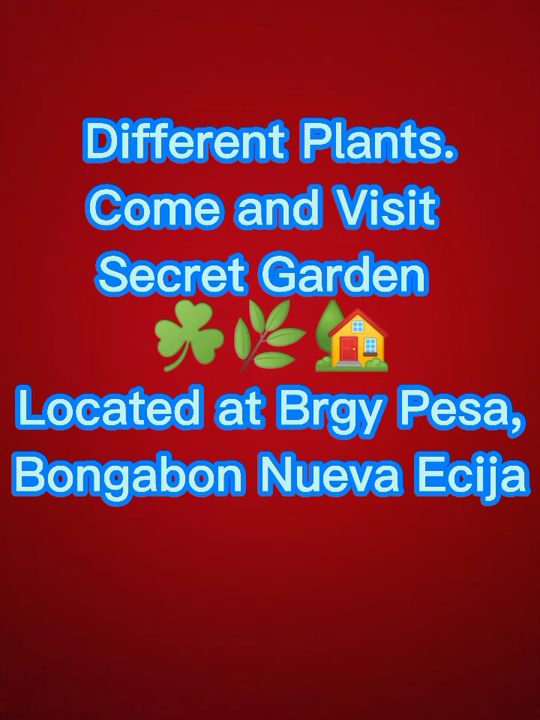 Different Plants.
Come and Visit
Secret Garden
☘️🌿🏡
Located at Brgy Pesa,
Bongabon Nueva Ecija